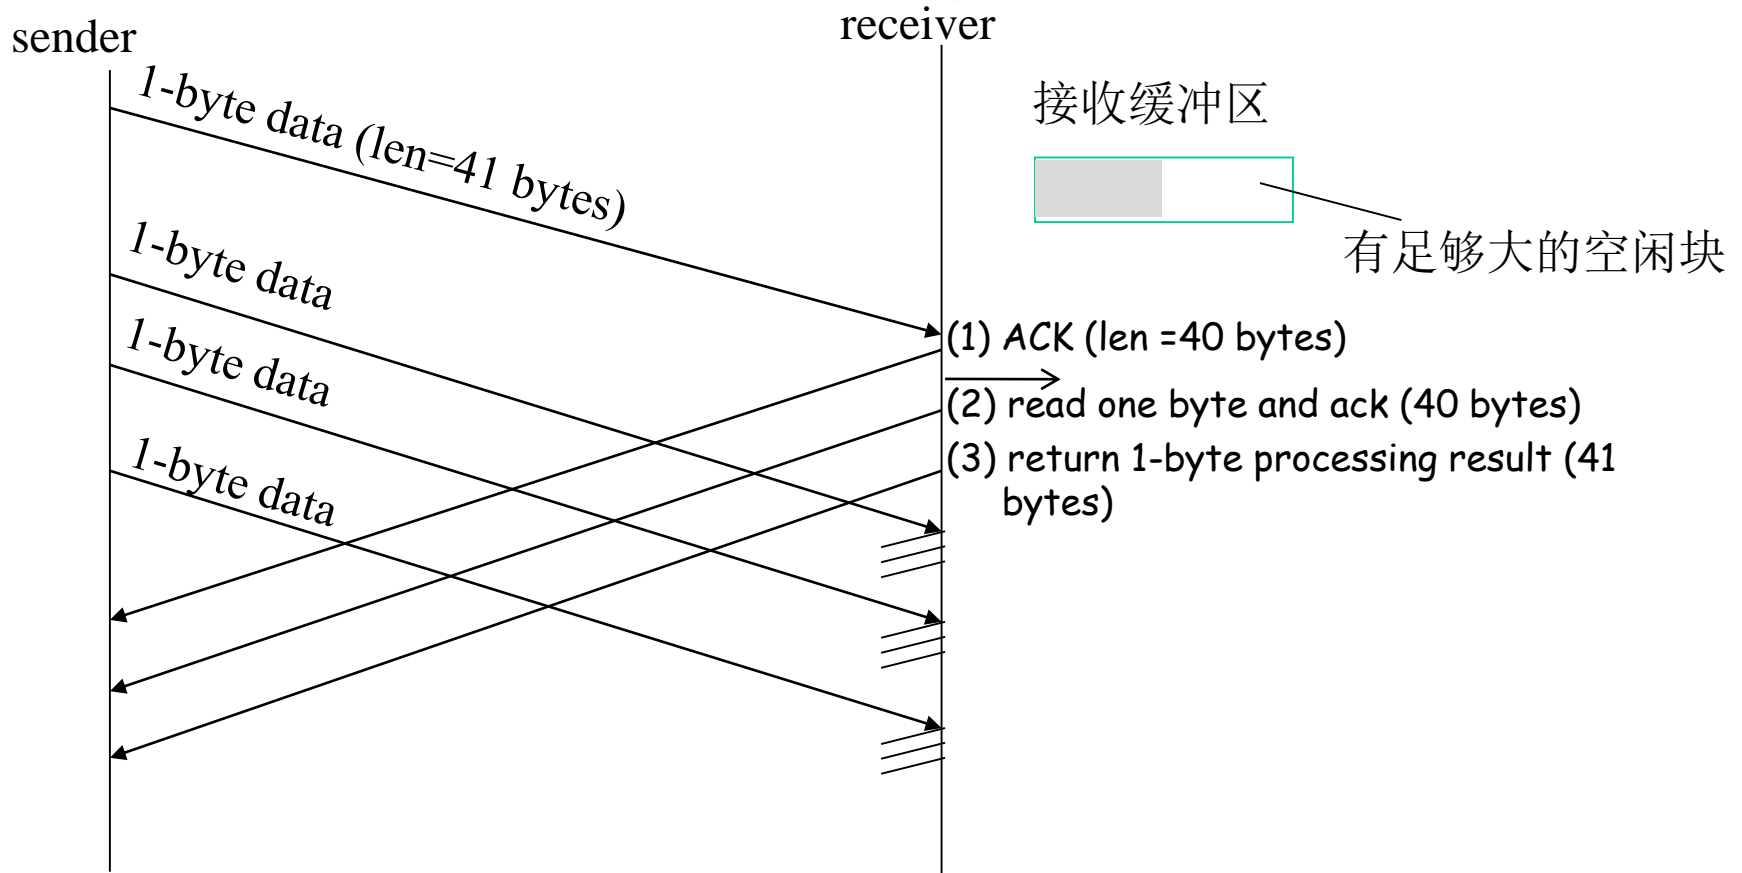 sender
receiver
1-byte data (len=41 bytes)
接收缓冲区
有足够大的空闲块
1-byte data
1-byte data
1-byte data
(1) ACK (len =40 bytes)
(2) read one byte and ack (40 bytes)
(3) return 1-byte processing result (41
bytes)